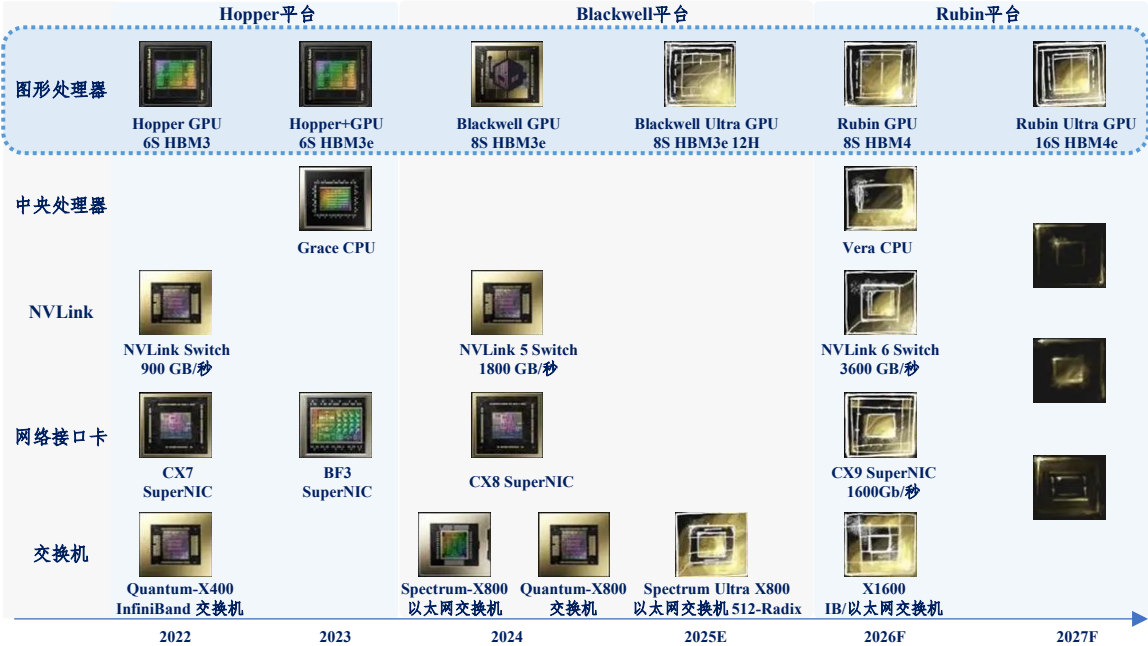 Hopper平台
Blackwell平台
Rubin平台
图形处理器
Hopper GPU
6S HBM3
Hopper+GPU
6S HBM3e
Blackwell GPU
8S HBM3e
Blackwell Ultra GPU
8S HBM3e 12H
Rubin GPU
8S HBM4
Rubin Ultra GPU
16S HBM4e
中央处理器
Grace CPU
Vera CPU
NVLink
NVLink Switch
900 GB/秒
NVLink 5 Switch
1800 GB/秒
NVLink 6 Switch
3600 GB/秒
网络接口卡
CX7
SuperNIC
BF3
SuperNIC
CX8 SuperNIC
CX9 SuperNIC
1600Gb/秒
交换机
Quantum-X400
InfiniBand 交换机
Spectrum-X800
以太网交换机
Quantum-X800
交换机
Spectrum Ultra X800
以太网交换机 512-Radix
X1600
IB/以太网交换机
2022
2023
2024
2025E
2026F
2027F